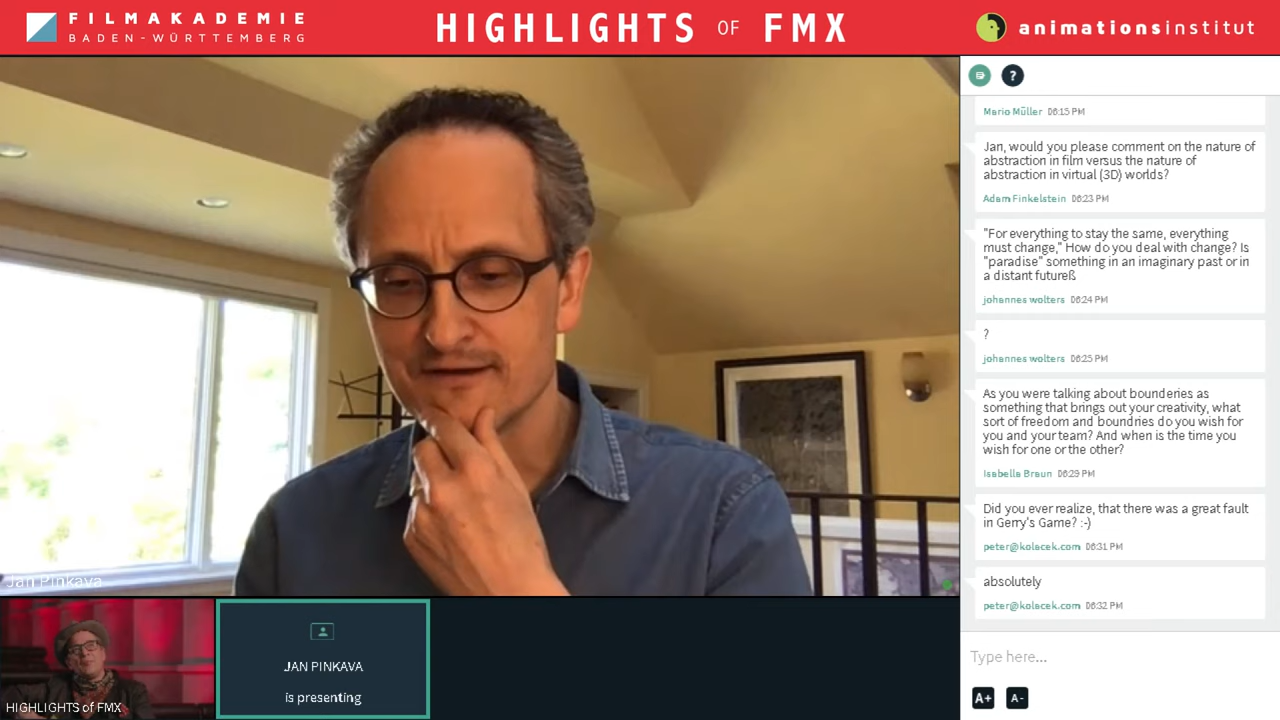 FILMAKADEMIE
BADEN-WÜRTTEMBERG
HIGHLIGHTS OF FMX
animationsinstitut
?
Mario Müller 06:15 PM
Jan, would you please comment on the nature of
abstraction in film versus the nature of
abstraction in virtual (3D) worlds?
Adam Finkelstein 06:23 PM
"For everything to stay the same, everything
must change," How do you deal with change? Is
"paradise" something in an imaginary past or in
a distant futureß
johannes wolters 06:24 PM
?
johannes wolters 06:25 PM
As you were talking about bounderies as
something that brings out your creativity, what
sort of freedom and boundries do you wish for
you and your team? And when is the time you
wish for one or the other?
Isabella Braun 06:29 PM
Did you ever realize, that there was a great fault
in Gerry's Game? :-)
peter@kolacek.com 06:31 PM
absolutely
peter@kolacek.com 06:32 PM
Type here...
A+ A-
Jan Pinkava
HIGHLIGHTS of FMX
JAN PINKAVA
is presenting